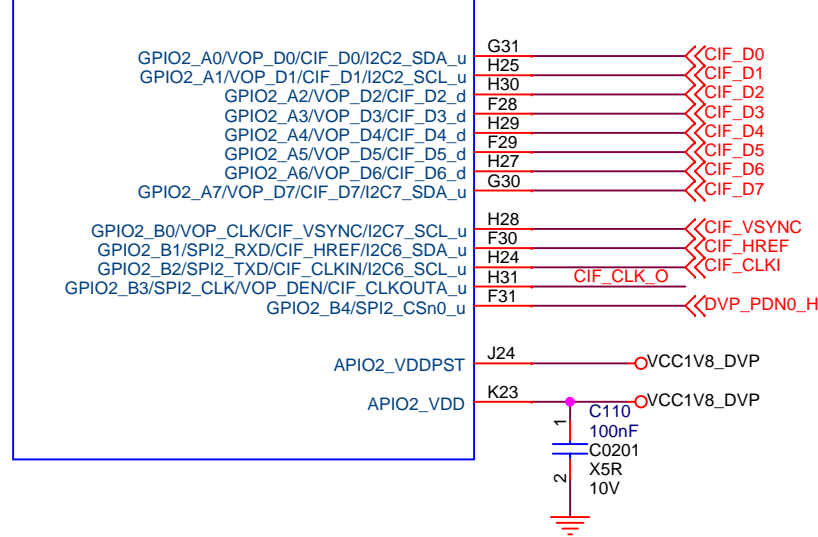 GPIO2_A0/VOP_D0/CIF_D0/I2C2_SDA_u G31 CIF_D0
GPIO2_A1/VOP_D1/CIF_D1/I2C2_SCL_u H25 CIF_D1
GPIO2_A2/VOP_D2/CIF_D2_d H30 CIF_D2
GPIO2_A3/VOP_D3/CIF_D3_d F28 CIF_D3
GPIO2_A4/VOP_D4/CIF_D4_d H29 CIF_D4
GPIO2_A5/VOP_D5/CIF_D5_d F29 CIF_D5
GPIO2_A6/VOP_D6/CIF_D6_d H27 CIF_D6
GPIO2_A7/VOP_D7/CIF_D7/I2C7_SDA_u G30 CIF_D7
GPIO2_B0/VOP_CLK/CIF_VSYNC/I2C7_SCL_u H28 CIF_VSYNC
GPIO2_B1/SPI2_RXD/CIF_HREF/I2C6_SDA_u F30 CIF_HREF
GPIO2_B2/SPI2_TXD/CIF_CLKIN/I2C6_SCL_u H24 CIF_CLKI
GPIO2_B3/SPI2_CLK/VOP_DEN/CIF_CLKOUTA_u H31 CIF_CLK_O
GPIO2_B4/SPI2_CSn0_u F31 DVP_PDN0_H
APIO2_VDDPST J24 VCC1V8_DVP
APIO2_VDD K23 VCC1V8_DVP
1 C110
100nF
C0201
2 X5R
10V